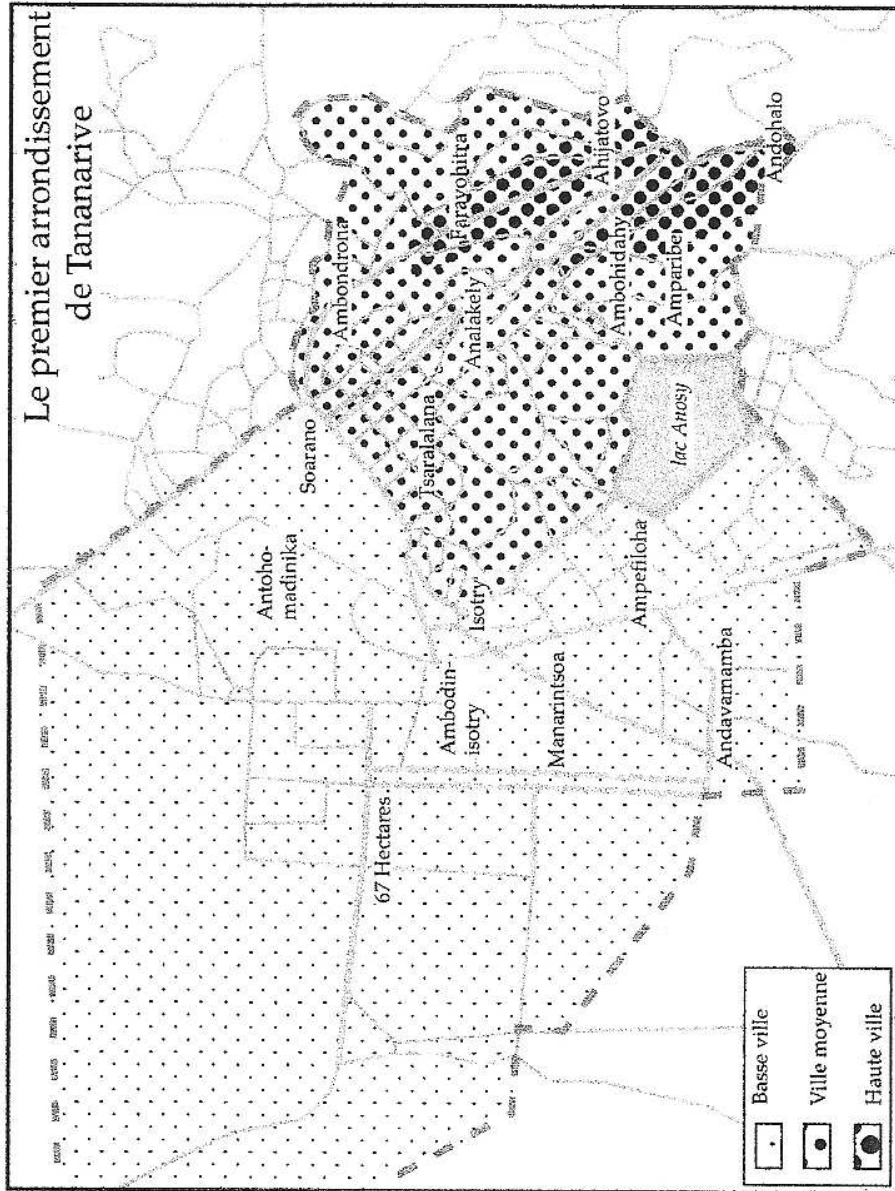 Le premier arrondissement
de Tananarive
Soarano
Ambondrona
Antoho-
madinika
Tsaralalana
Analakely
Faravohitra
67 Hectares
Ambodin-
isotry
Isotry
Manarintsoa
Ampefiloha
lac Anosy
Ambohidahy
Ahijatovo
Amparibe
Andavamamba
Andohalo
Basse ville
Ville moyenne
Haute ville